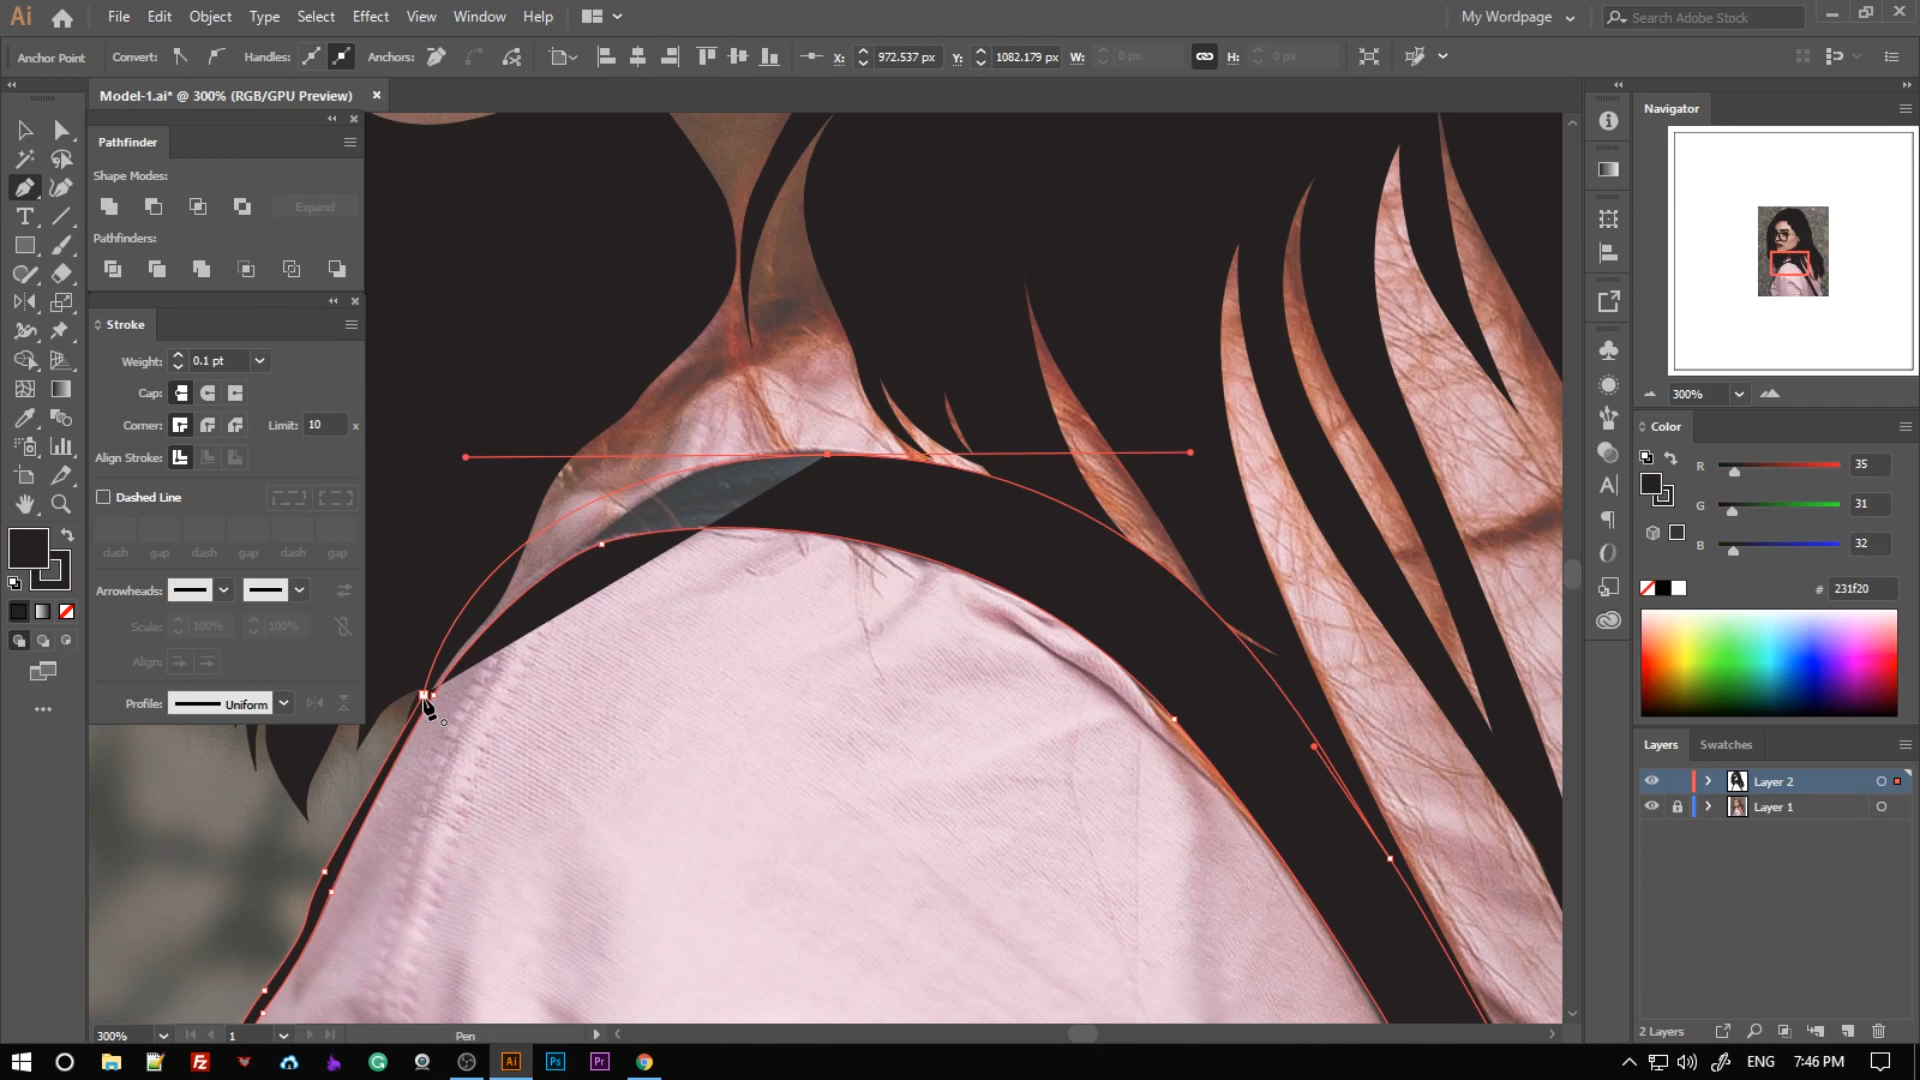 Ai File Edit Object Type Select Effect View Window Help My Wordpage Search Adobe Stock
Anchor Point Convert: Handles: Anchors: X: 972.537 px Y: 1082.179 px W: 0 px H: 0 px
Model-1.ai* @ 300% (RGB/GPU Preview)
Pathfinder
Shape Modes:
Expand
Pathfinders:
Stroke
Weight: 0.1 pt
Cap:
Corner: Limit: 10 x
Align Stroke:
Dashed Line
dash gap dash gap dash gap
Arrowheads:
Scale: 100% 100%
Align:
Profile: Uniform
Navigator
300%
Color
R 35
G 31
B 32
# 231f20
Layers Swatches
Layer 2
Layer 1
2 Layers
300% 1 Pen
Fz G Ai Ps Pr ENG 7:46 PM